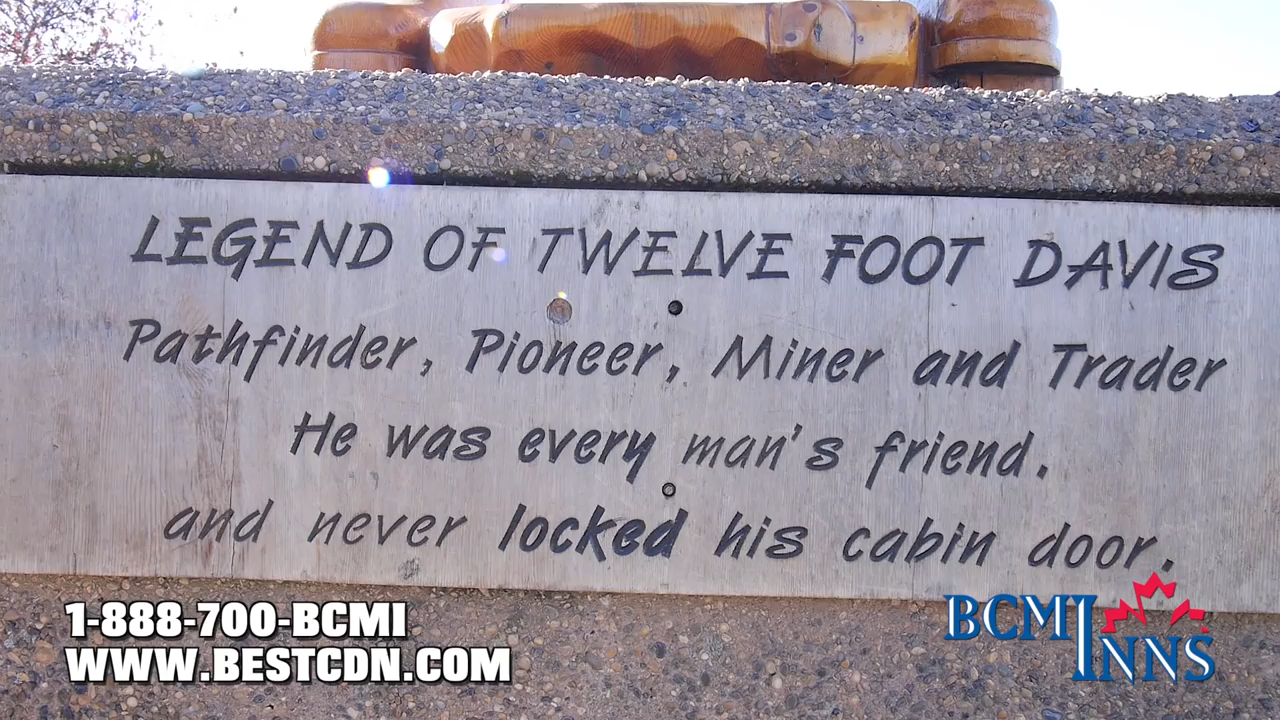 LEGEND OF TWELVE FOOT DAVIS
Pathfinder, Pioneer, Miner and Trader
He was every man's friend.
and never locked his cabin door.
1-888-700-BCMI
WWW.BESTCDN.COM
BCMI
INNS